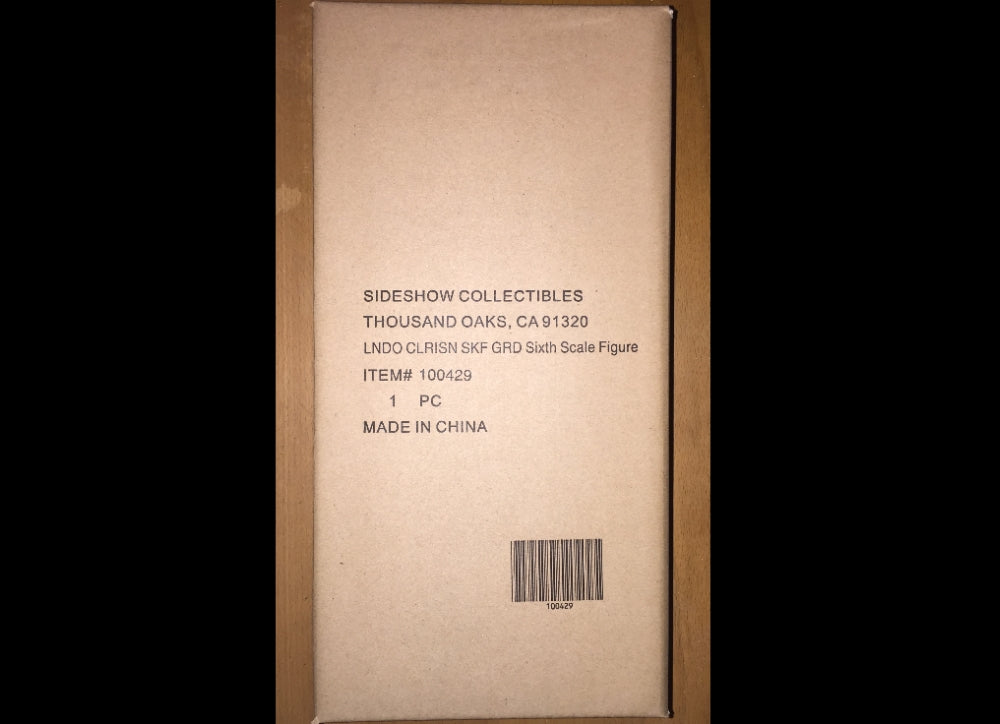 SIDESHOW COLLECTIBLES
THOUSAND OAKS, CA 91320
LNDO CLRISN SKF GRD Sixth Scale Figure
ITEM# 100429
1 PC
MADE IN CHINA
100429